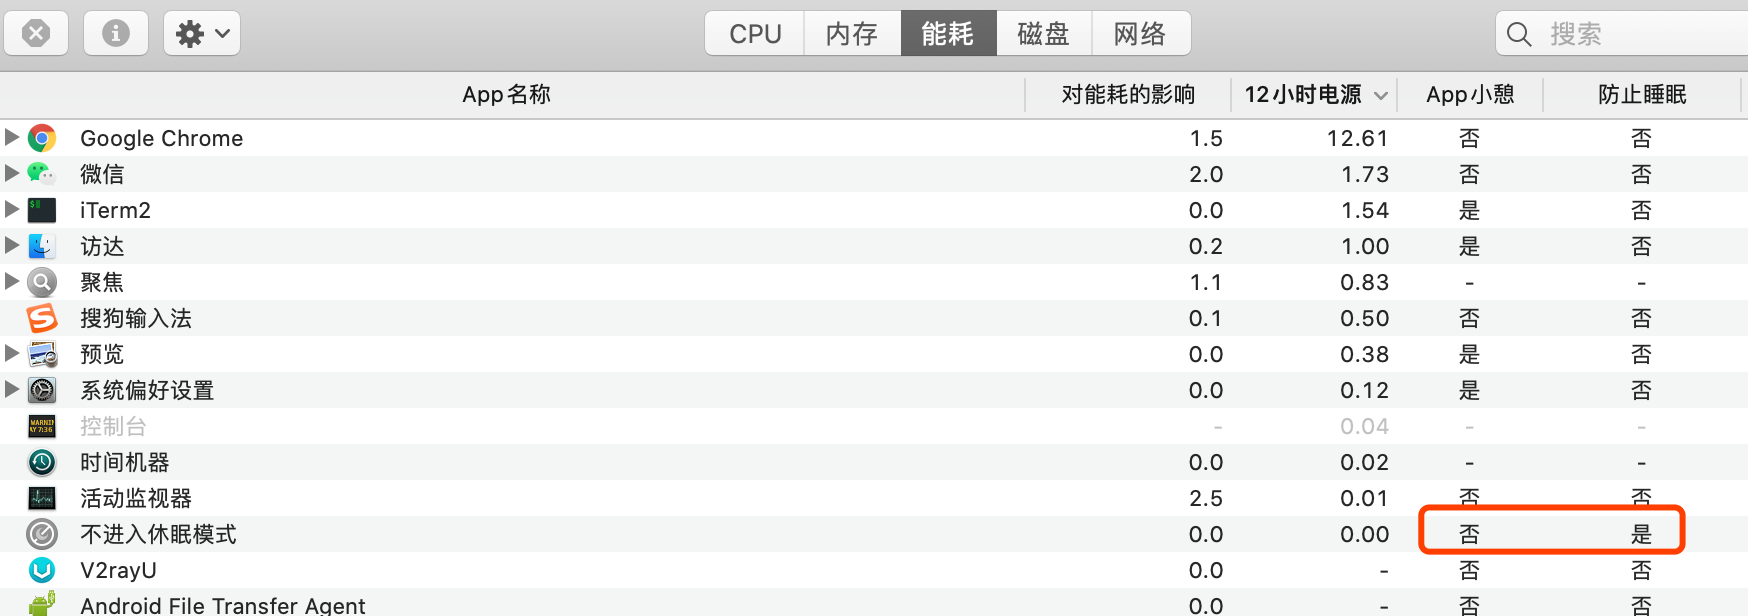 CPU 内存 能耗 磁盘 网络 搜索
App名称 对能耗的影响 12小时电源 App小憩 防止睡眠
Google Chrome 1.5 12.61 否 否
微信 2.0 1.73 否 否
iTerm2 0.0 1.54 是 否
访达 0.2 1.00 是 否
聚焦 1.1 0.83 - -
搜狗输入法 0.1 0.50 否 否
预览 0.0 0.38 是 否
系统偏好设置 0.0 0.12 是 否
控制台 - 0.04 - -
时间机器 0.0 0.02 - -
活动监视器 2.5 0.01 否 否
不进入休眠模式 0.0 0.00 否 是
V2rayU 0.0 - 否 否
Android File Transfer Agent 0.0 - 否 否